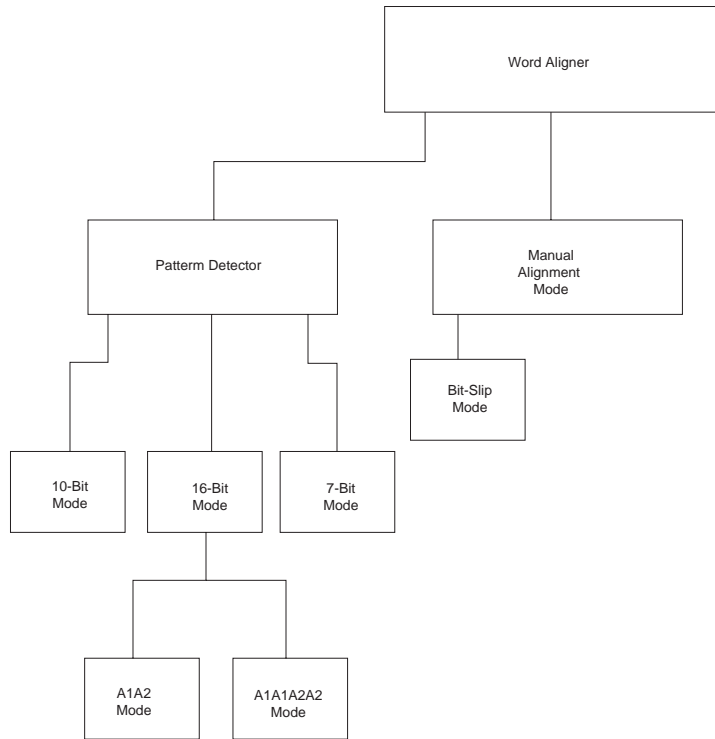 Word Aligner
Patterm Detector
Manual
Alignment
Mode
Bit-Slip
Mode
10-Bit
Mode
16-Bit
Mode
7-Bit
Mode
A1A2
Mode
A1A1A2A2
Mode